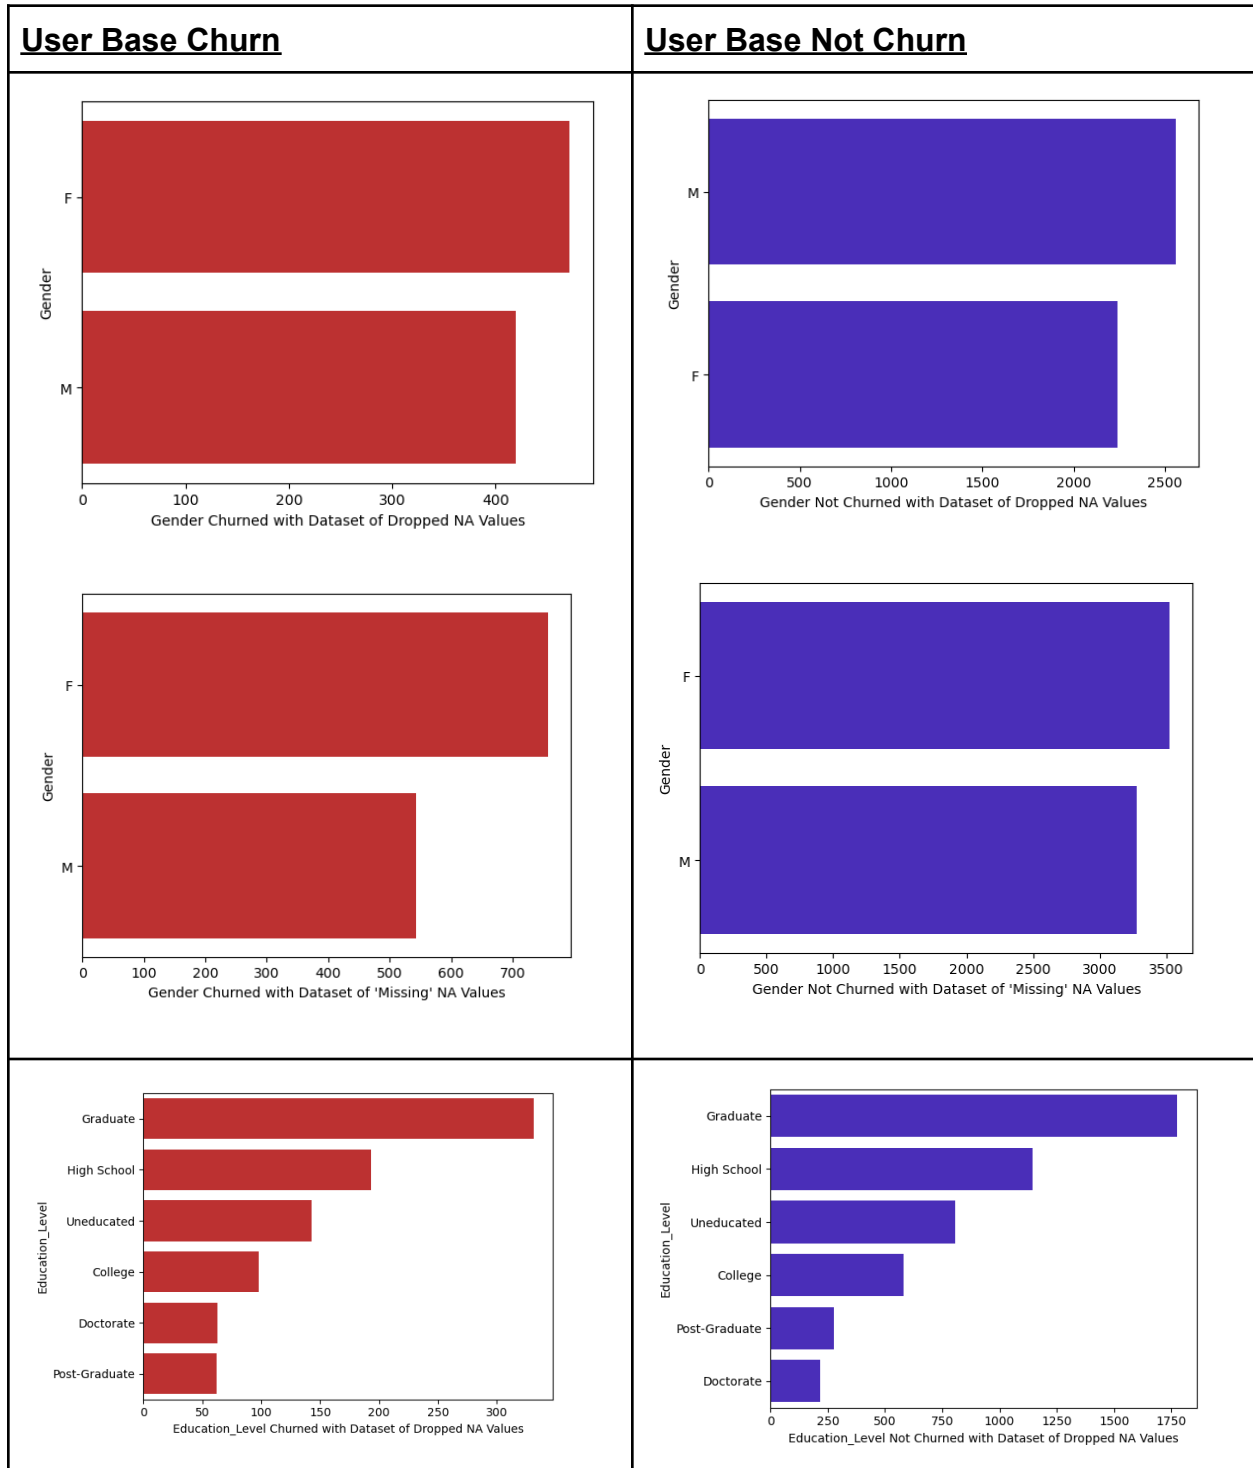 User Base Churn
User Base Not Churn
Gender
F
M
0 100 200 300 400
Gender Churned with Dataset of Dropped NA Values
Gender
M
F
0 500 1000 1500 2000 2500
Gender Not Churned with Dataset of Dropped NA Values
Gender
F
M
0 100 200 300 400 500 600 700
Gender Churned with Dataset of 'Missing' NA Values
Gender
F
M
0 500 1000 1500 2000 2500 3000 3500
Gender Not Churned with Dataset of 'Missing' NA Values
Education_Level
Graduate
High School
Uneducated
College
Doctorate
Post-Graduate
0 50 100 150 200 250 300
Education_Level Churned with Dataset of Dropped NA Values
Education_Level
Graduate
High School
Uneducated
College
Post-Graduate
Doctorate
0 250 500 750 1000 1250 1500 1750
Education_Level Not Churned with Dataset of Dropped NA Values